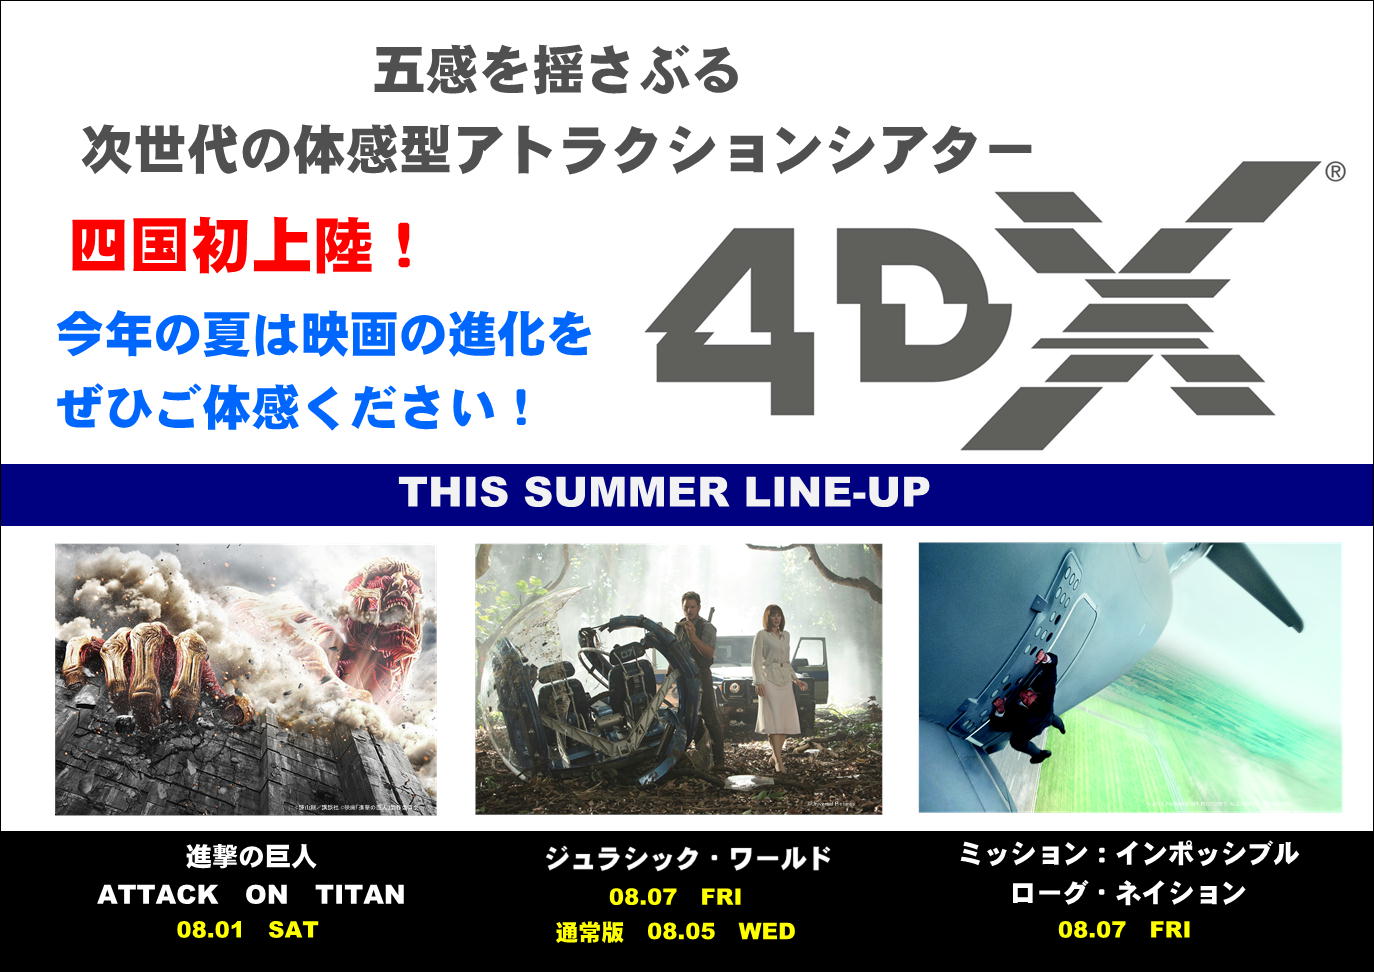 五感を揺さぶる
次世代の体感型アトラクションシアター
四国初上陸！
今年の夏は映画の進化を
ぜひご体感ください！
4DX®
THIS SUMMER LINE-UP
©Universal Pictures
進撃の巨人
ATTACK ON TITAN
08.01 SAT
ジュラシック・ワールド
08.07 FRI
通常版 08.05 WED
ミッション：インポッシブル
ローグ・ネイション
08.07 FRI